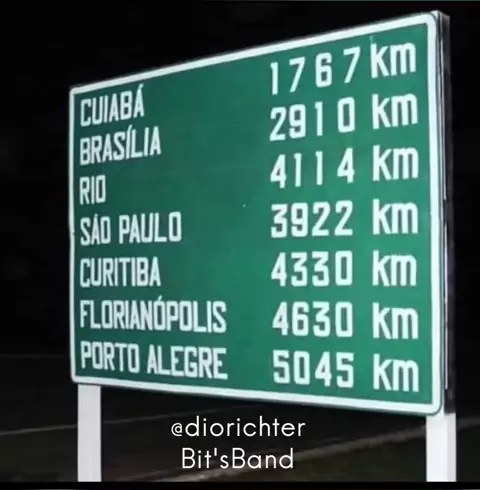 CUIABÁ 1767 km
BRASÍLIA 2910 km
RIO 4114 km
SÃO PAULO 3922 km
CURITIBA 4330 km
FLORIANÓPOLIS 4630 km
PORTO ALEGRE 5045 km
@diorichter
Bit'sBand